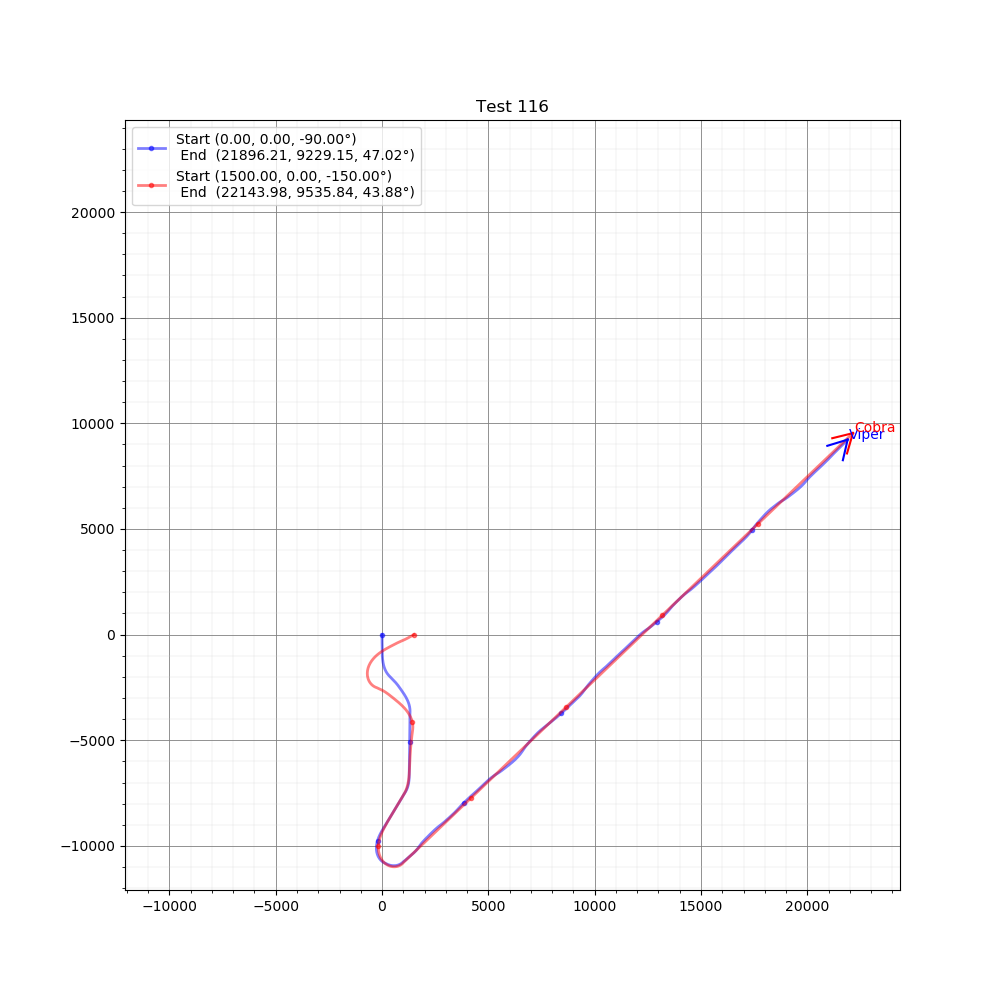 Test 116
Start (0.00, 0.00, -90.00°)
End (21896.21, 9229.15, 47.02°)
Start (1500.00, 0.00, -150.00°)
End (22143.98, 9535.84, 43.88°)
20000
15000
10000
5000
0
−5000
−10000
Cobra
Viper
−10000 −5000 0 5000 10000 15000 20000